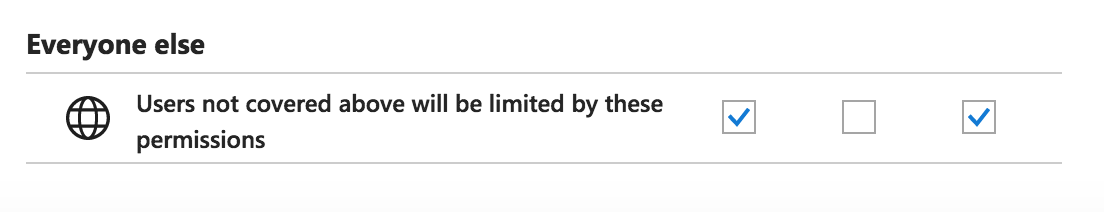 Everyone else
Users not covered above will be limited by these
permissions